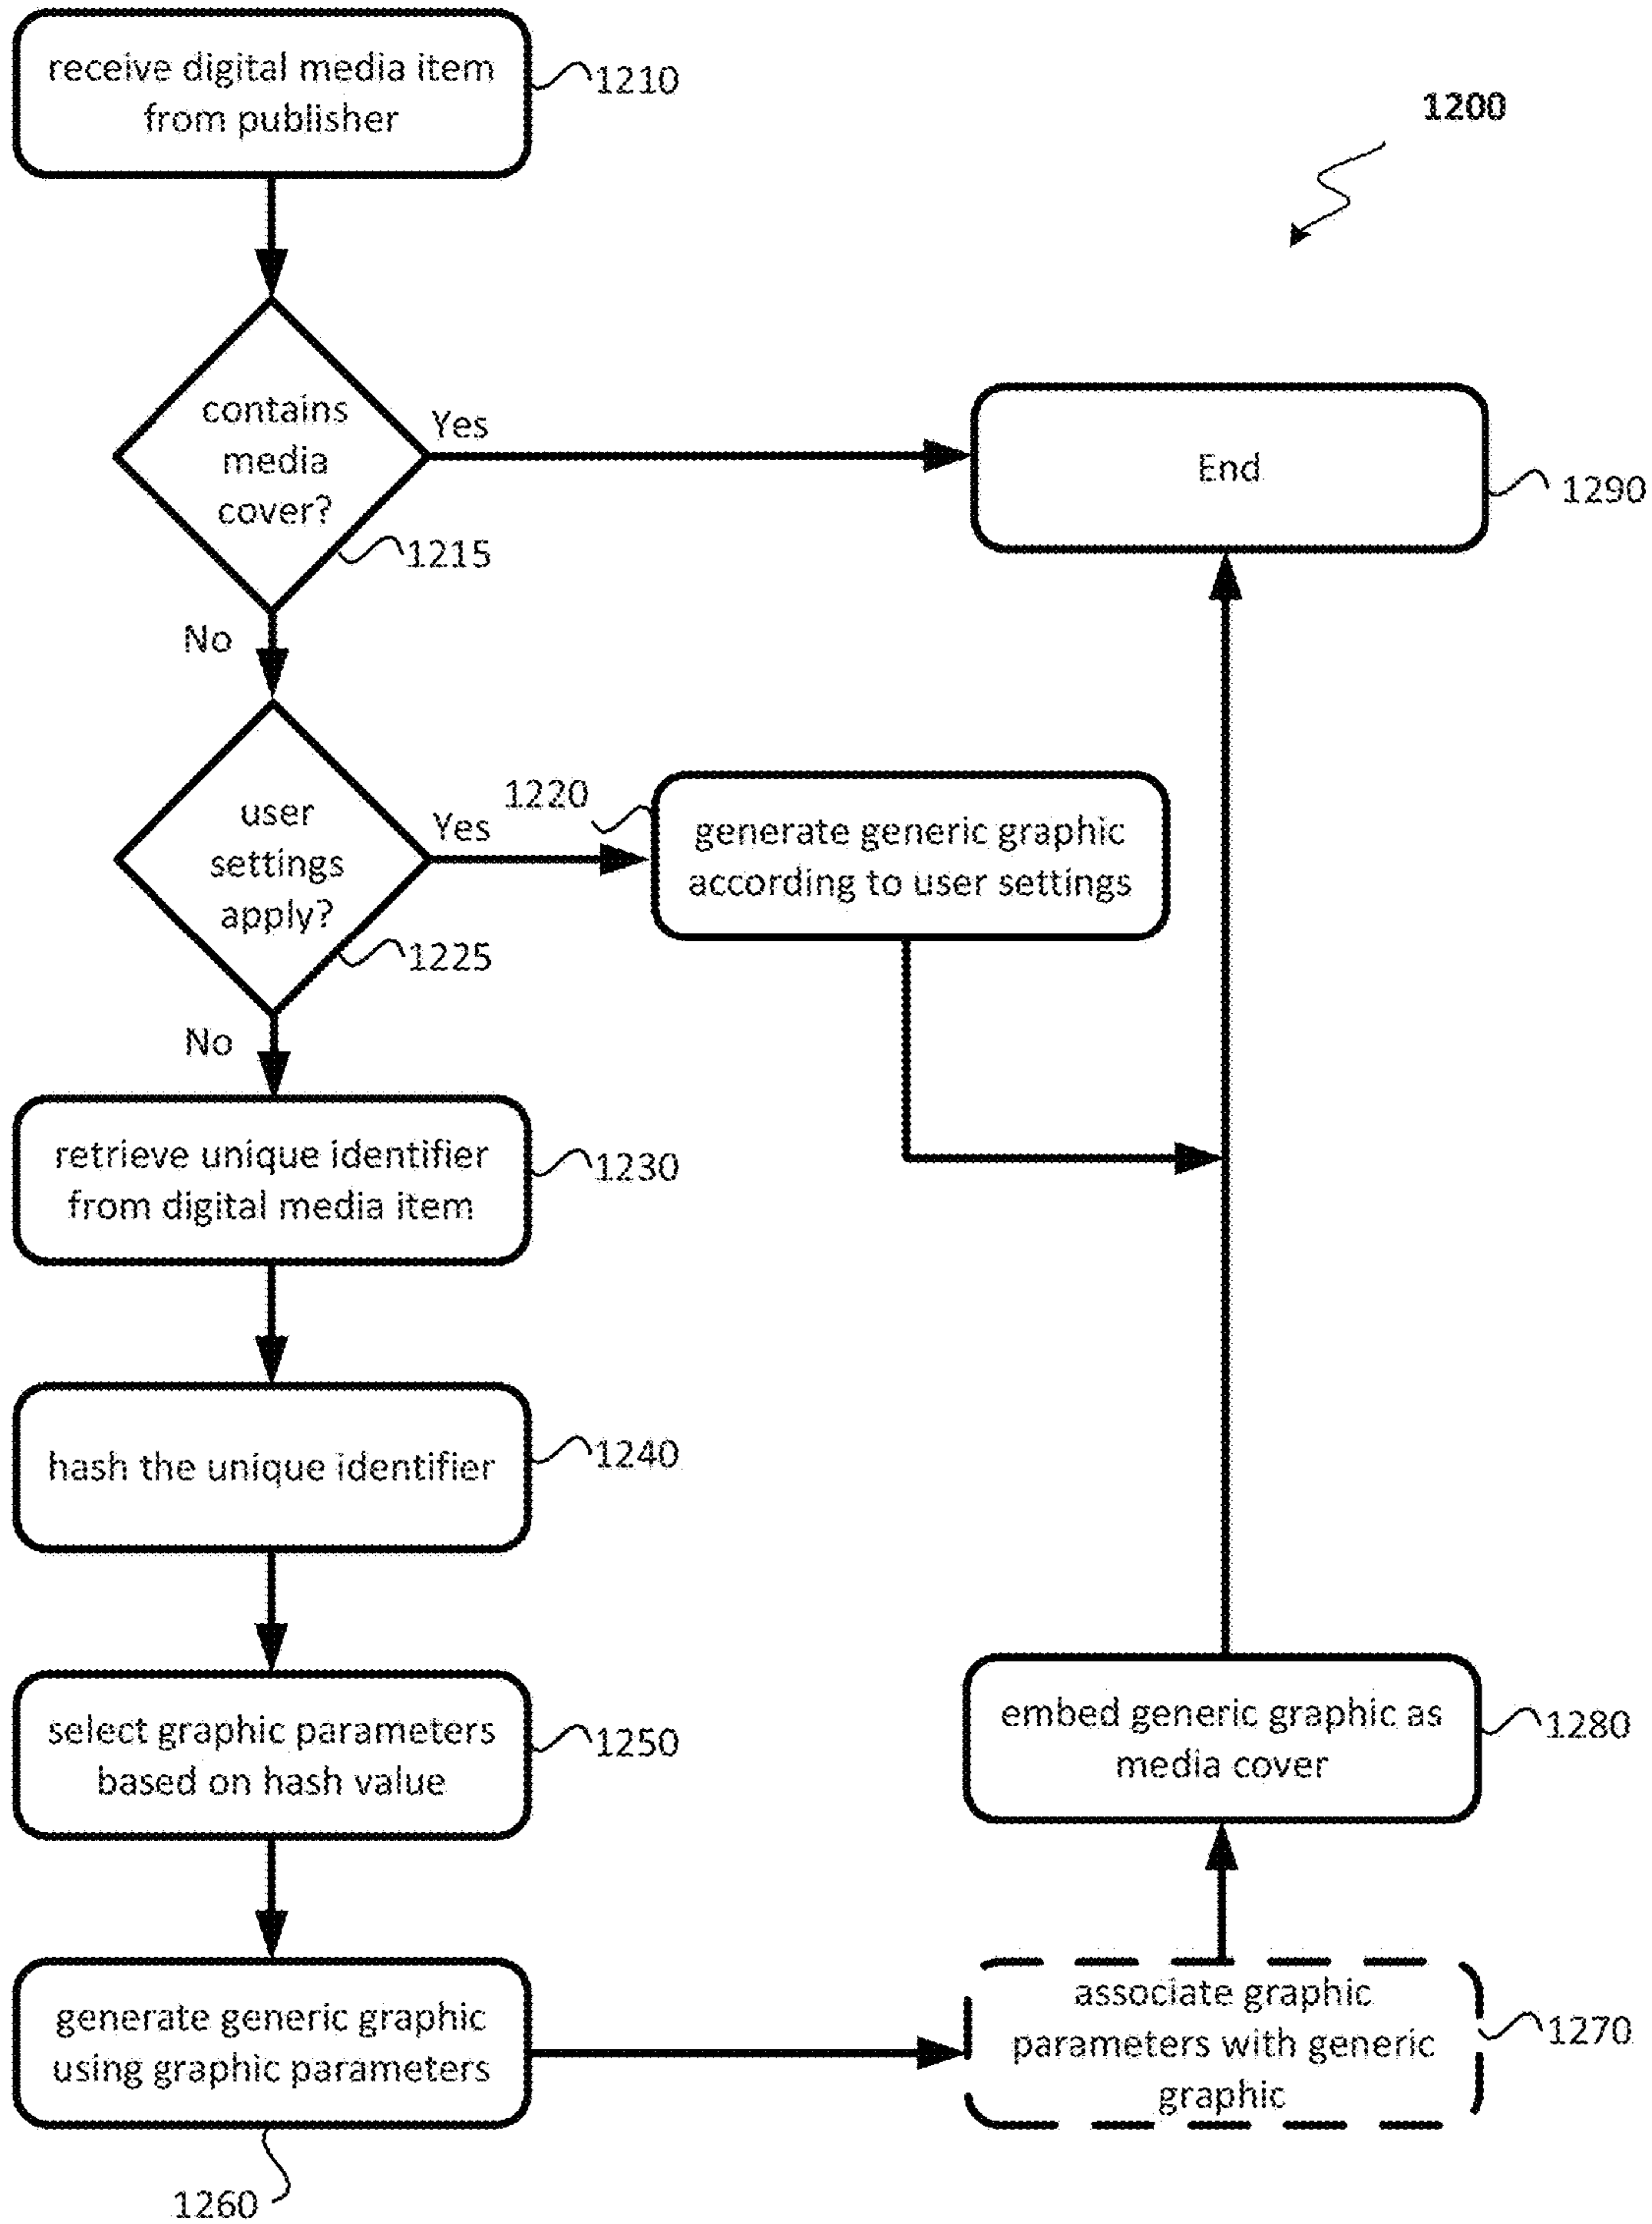 receive digital media item
from publisher
1210
1200
contains
media
cover?
Yes
1215
No
End
1290
user
settings
apply?
Yes
1225
No
1220
generate generic graphic
according to user settings
retrieve unique identifier
from digital media item
1230
hash the unique identifier
1240
select graphic parameters
based on hash value
1250
generate generic graphic
using graphic parameters
1260
associate graphic
parameters with generic
graphic
1270
embed generic graphic as
media cover
1280